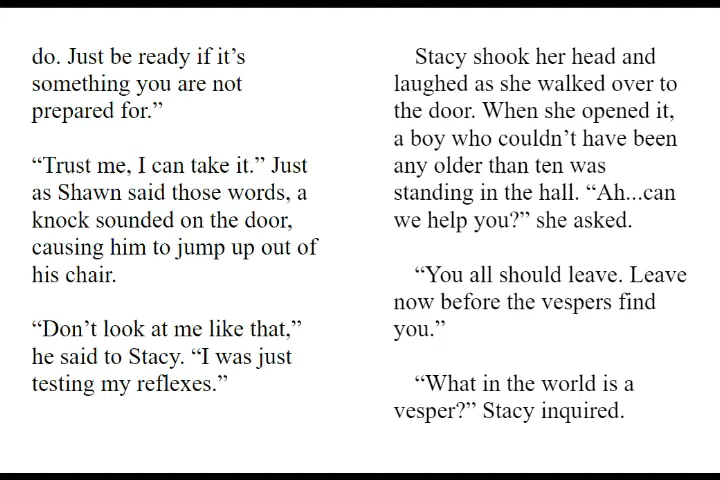 do. Just be ready if it’s
something you are not
prepared for.”
“Trust me, I can take it.” Just
as Shawn said those words, a
knock sounded on the door,
causing him to jump up out of
his chair.
“Don’t look at me like that,”
he said to Stacy. “I was just
testing my reflexes.”
Stacy shook her head and
laughed as she walked over to
the door. When she opened it,
a boy who couldn’t have been
any older than ten was
standing in the hall. “Ah...can
we help you?” she asked.
“You all should leave. Leave
now before the vespers find
you.”
“What in the world is a
vesper?” Stacy inquired.